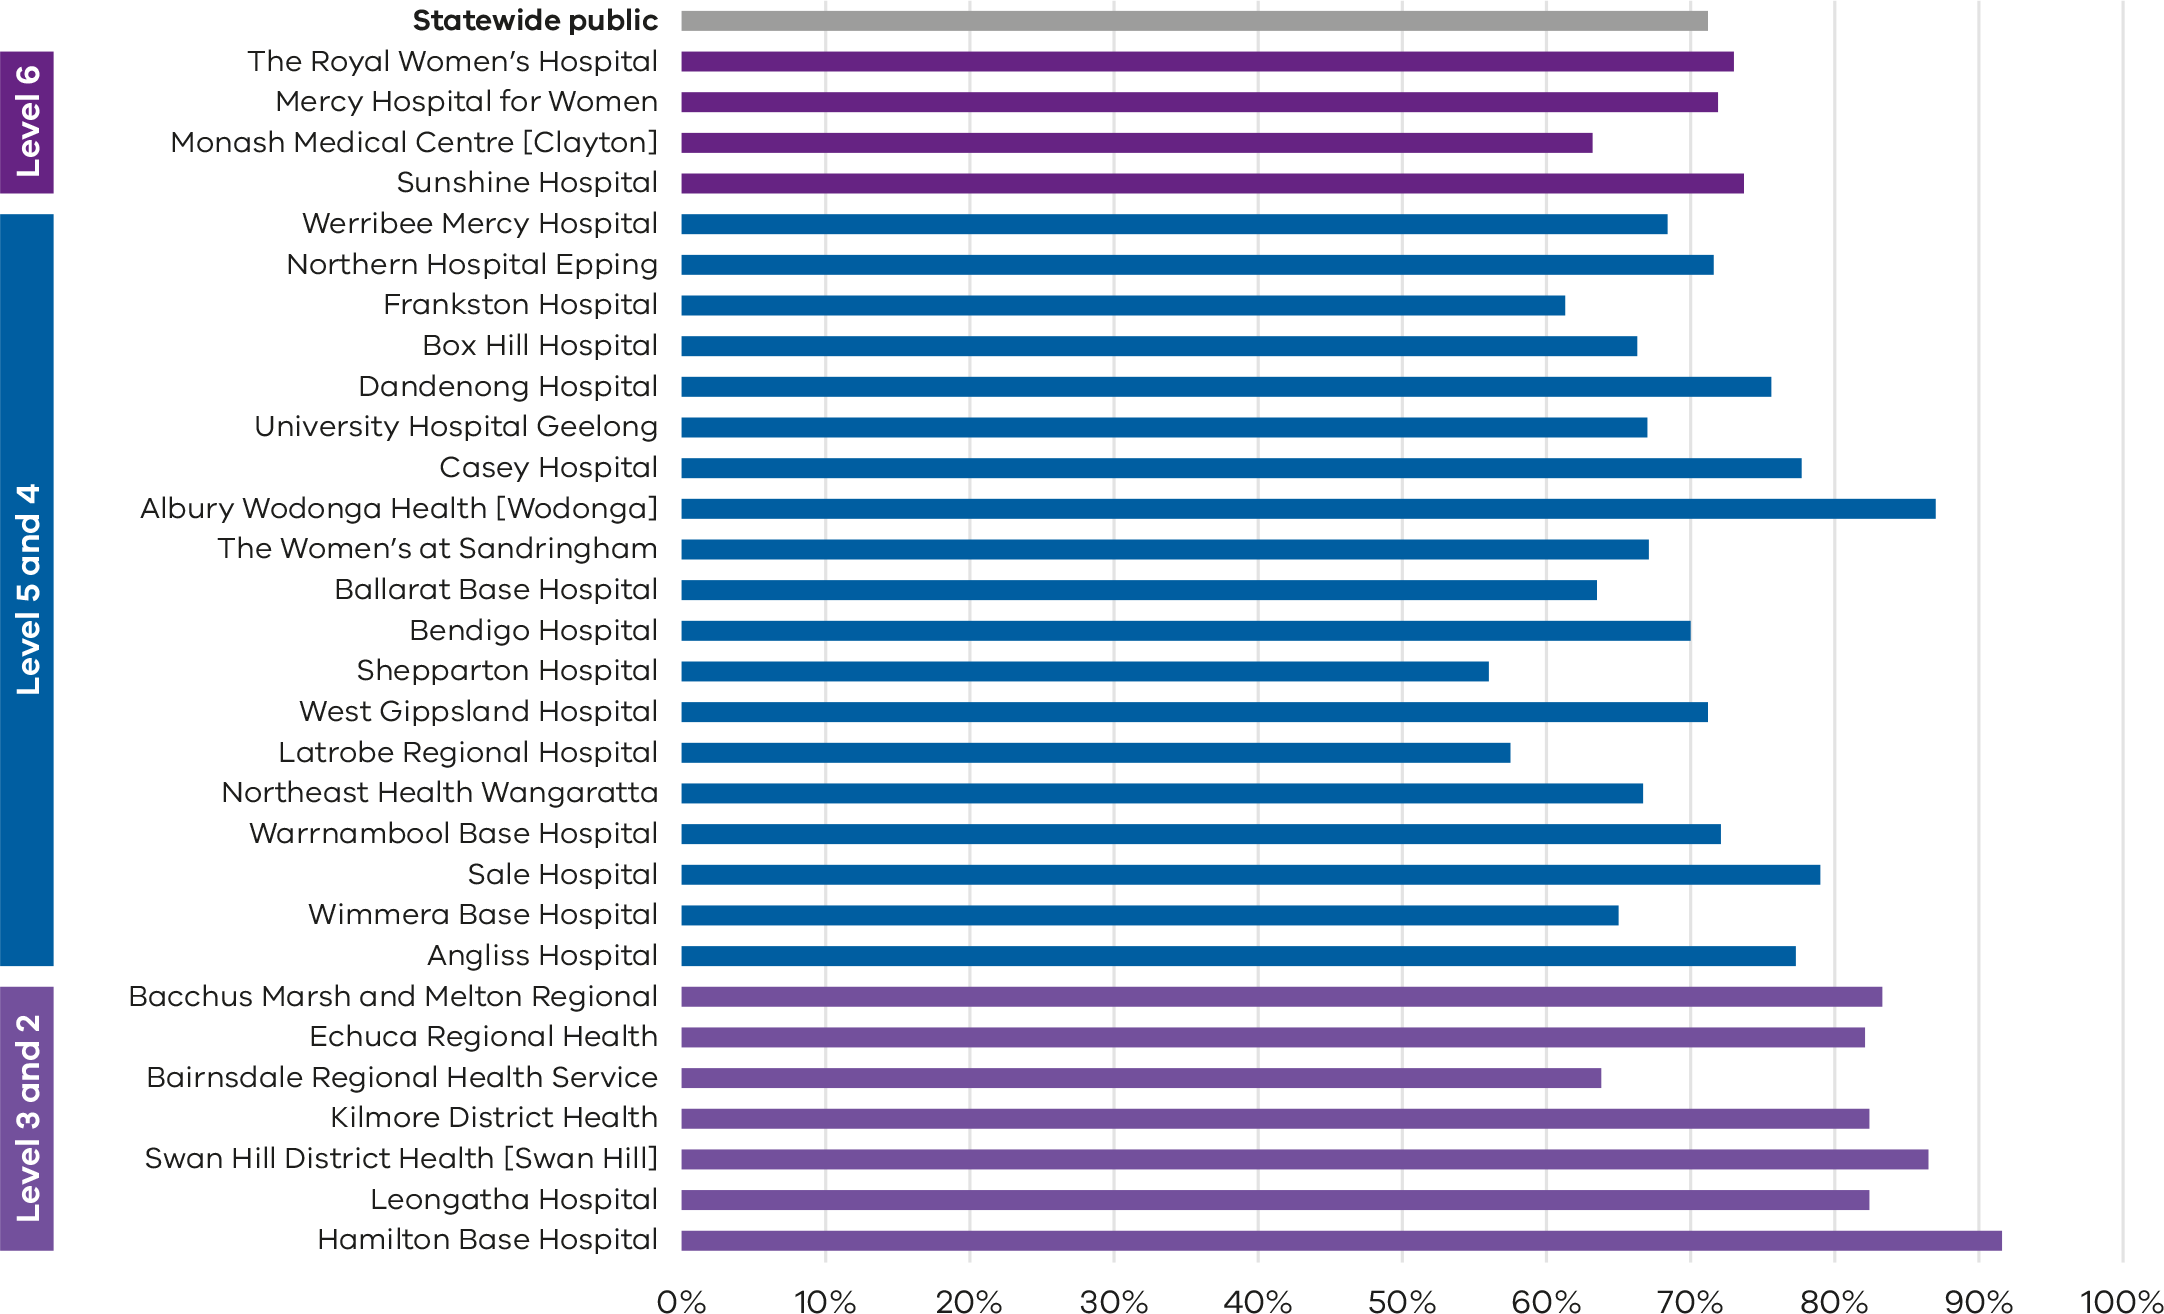 Statewide public
Level 6
The Royal Women’s Hospital
Mercy Hospital for Women
Monash Medical Centre [Clayton]
Sunshine Hospital
Level 5 and 4
Werribee Mercy Hospital
Northern Hospital Epping
Frankston Hospital
Box Hill Hospital
Dandenong Hospital
University Hospital Geelong
Casey Hospital
Albury Wodonga Health [Wodonga]
The Women’s at Sandringham
Ballarat Base Hospital
Bendigo Hospital
Shepparton Hospital
West Gippsland Hospital
Latrobe Regional Hospital
Northeast Health Wangaratta
Warrnambool Base Hospital
Sale Hospital
Wimmera Base Hospital
Angliss Hospital
Level 3 and 2
Bacchus Marsh and Melton Regional
Echuca Regional Health
Bairnsdale Regional Health Service
Kilmore District Health
Swan Hill District Health [Swan Hill]
Leongatha Hospital
Hamilton Base Hospital
0% 10% 20% 30% 40% 50% 60% 70% 80% 90% 100%